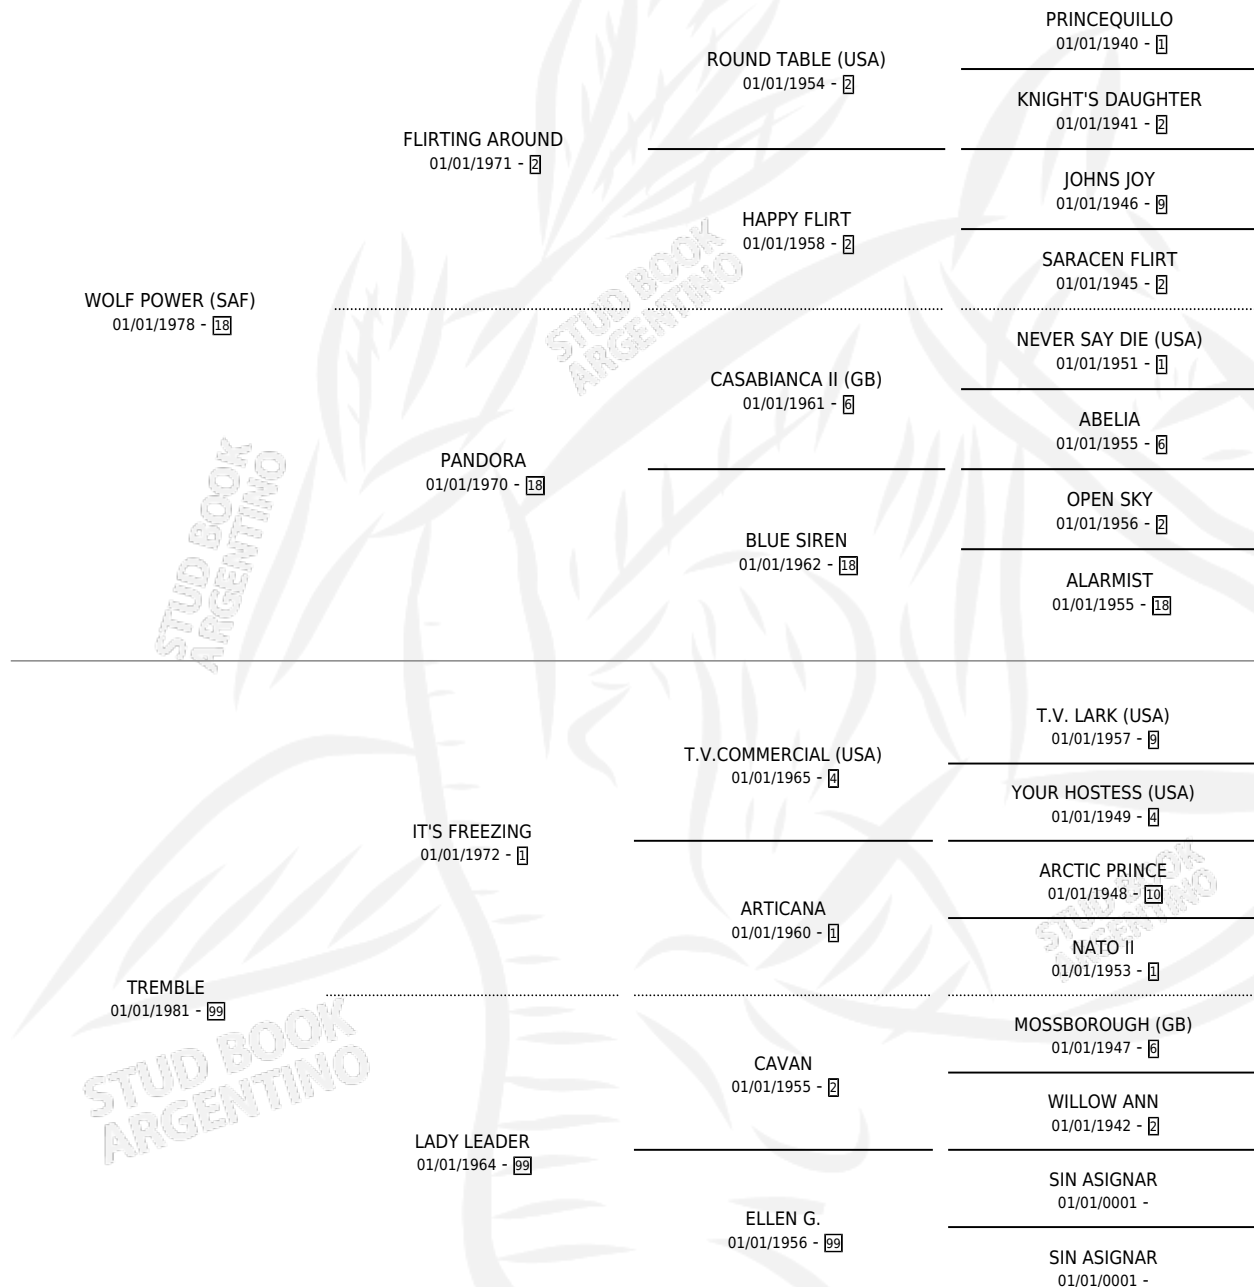 PRINCEQUILLO
01/01/1940 - 1
ROUND TABLE (USA)
01/01/1954 - 2
KNIGHT'S DAUGHTER
01/01/1941 - 2
FLIRTING AROUND
01/01/1971 - 2
JOHNS JOY
01/01/1946 - 9
HAPPY FLIRT
01/01/1958 - 2
SARACEN FLIRT
01/01/1945 - 2
WOLF POWER (SAF)
01/01/1978 - 18
NEVER SAY DIE (USA)
01/01/1951 - 1
CASABIANCA II (GB)
01/01/1961 - 6
ABELIA
01/01/1955 - 6
PANDORA
01/01/1970 - 18
OPEN SKY
01/01/1956 - 2
BLUE SIREN
01/01/1962 - 18
ALARMIST
01/01/1955 - 18
T.V. LARK (USA)
01/01/1957 - 9
T.V.COMMERCIAL (USA)
01/01/1965 - 4
YOUR HOSTESS (USA)
01/01/1949 - 4
IT'S FREEZING
01/01/1972 - 1
ARCTIC PRINCE
01/01/1948 - 10
ARTICANA
01/01/1960 - 1
NATO II
01/01/1953 - 1
TREMBLE
01/01/1981 - 99
MOSSBOROUGH (GB)
01/01/1947 - 6
CAVAN
01/01/1955 - 2
WILLOW ANN
01/01/1942 - 2
LADY LEADER
01/01/1964 - 99
SIN ASIGNAR
01/01/0001 -
ELLEN G.
01/01/1956 - 99
SIN ASIGNAR
01/01/0001 -
STUD BOOK
ARGENTINO
STUD BOOK
ARGENTINO
STUD BOOK
ARGENTINO
STUD BOOK
ARGENTINO